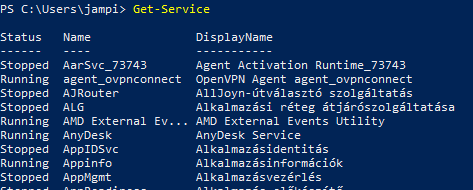 PS C:\Users\jampi> Get-Service
Status Name DisplayName
------ ---- -----------
Stopped AarSvc_73743 Agent Activation Runtime_73743
Running agent_ovpnconnect OpenVPN Agent agent_ovpnconnect
Stopped AJRouter AllJoyn-útválasztó szolgáltatás
Stopped ALG Alkalmazási réteg átjárószolgáltatása
Running AMD External Ev... AMD External Events Utility
Running AnyDesk AnyDesk Service
Stopped AppIDSvc Alkalmazásidentitás
Running Appinfo Alkalmazásinformációk
Stopped AppMgmt Alkalmazásvezérlés